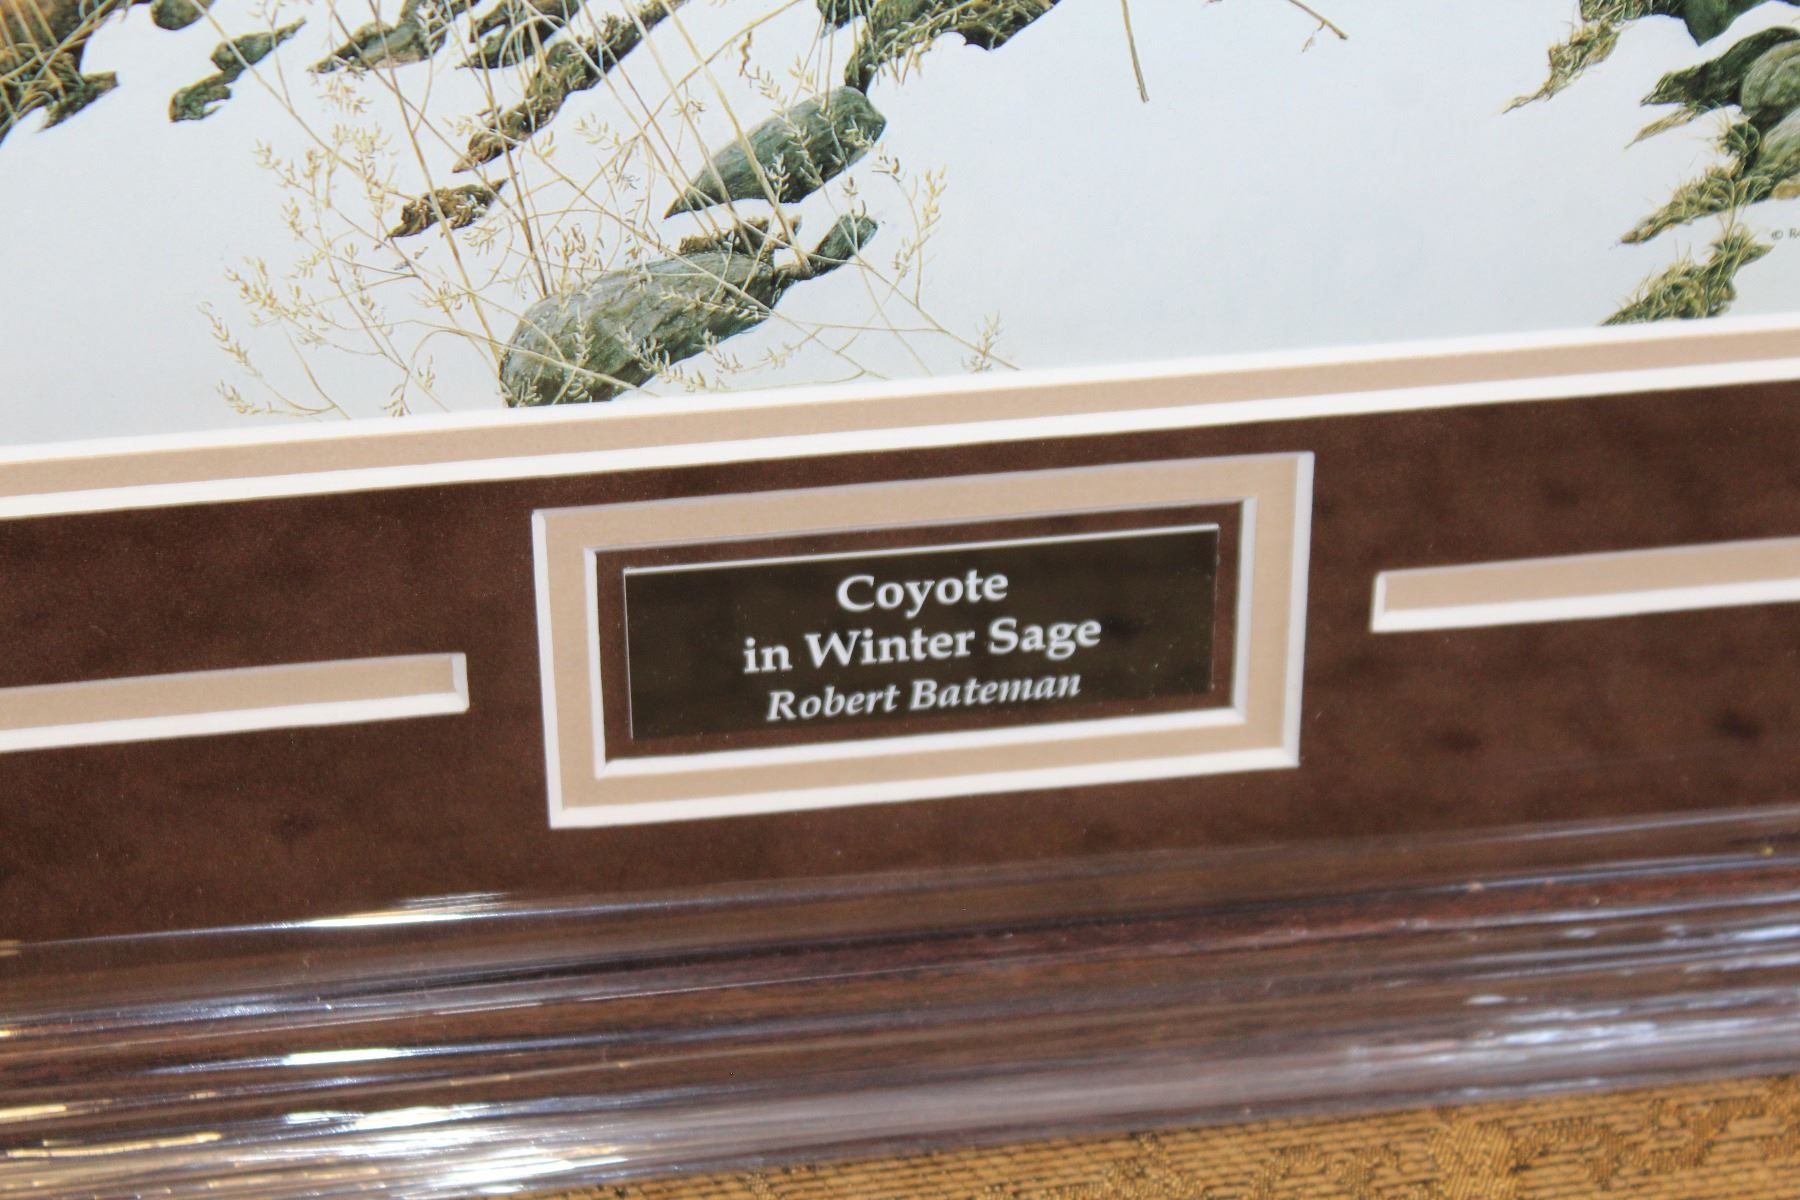 Coyote
in Winter Sage
Robert Bateman
©